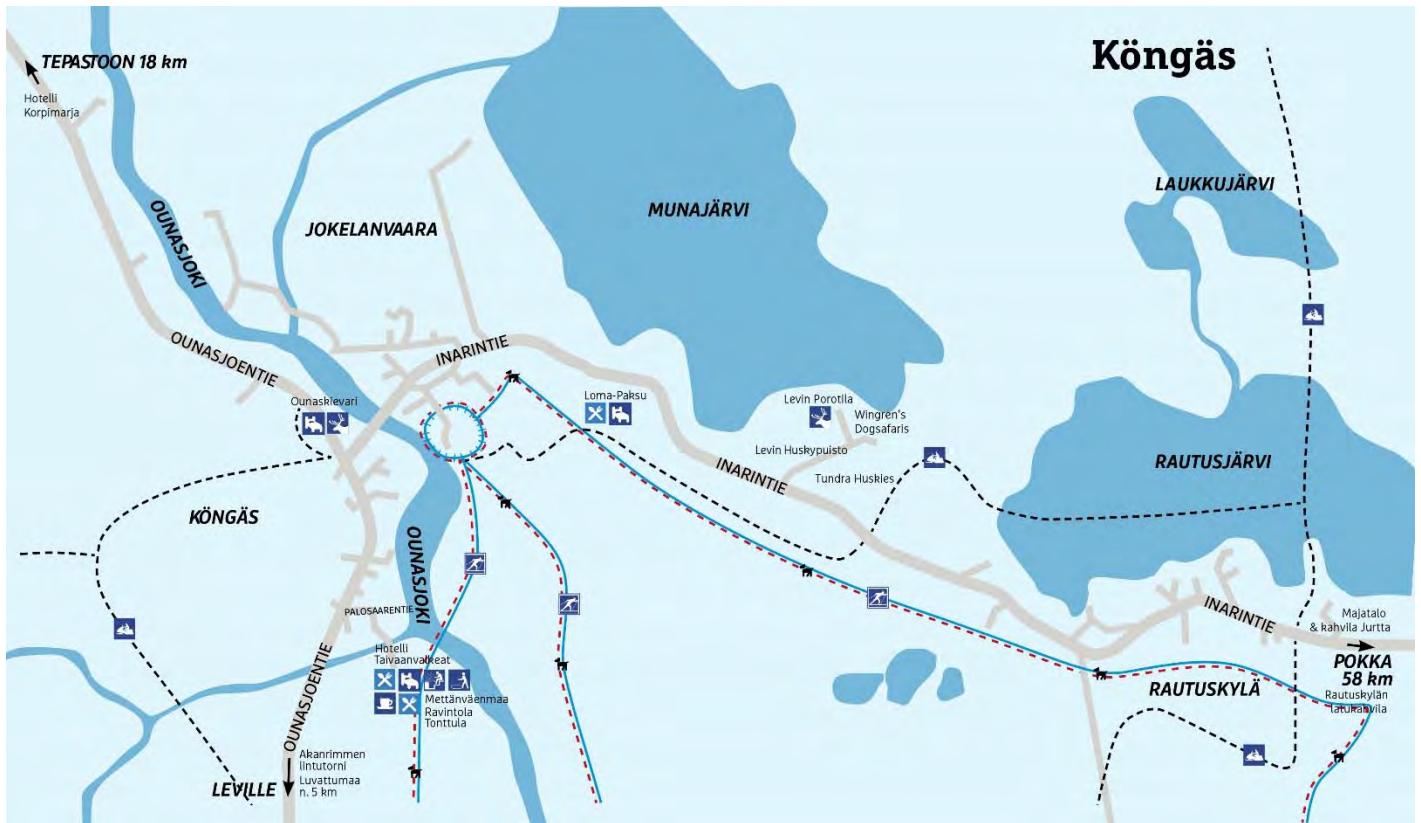 Köngäs
TEPASTOON 18 km
Hotelli
Korpimarja
OUNASJOKI
JOKELANVAARA
MUNAJÄRVI
LAUKKUJÄRVI
OUNASJOENTIE
INARINTIE
Ounaskievari
Loma-Paksu
Levin Porotila
Wingren's
Dogsafaris
Levin Huskypuisto
Tundra Huskies
INARINTIE
RAUTUSJÄRVI
KÖNGÄS
OUNASJOKI
PALOSAARENTIE
INARINTIE
Majatalo
& kahvila Jurtta
POKKA
58 km
RAUTUSKYLÄ
Rautuskylän
latukahvila
Hotelli
Taivaanvalkeat
Mettänväenmaa
Ravintola
Tonttula
OUNASJOENTIE
LEVILLE
Akanrimmen
lintutorni
Luvattumaa
n. 5 km